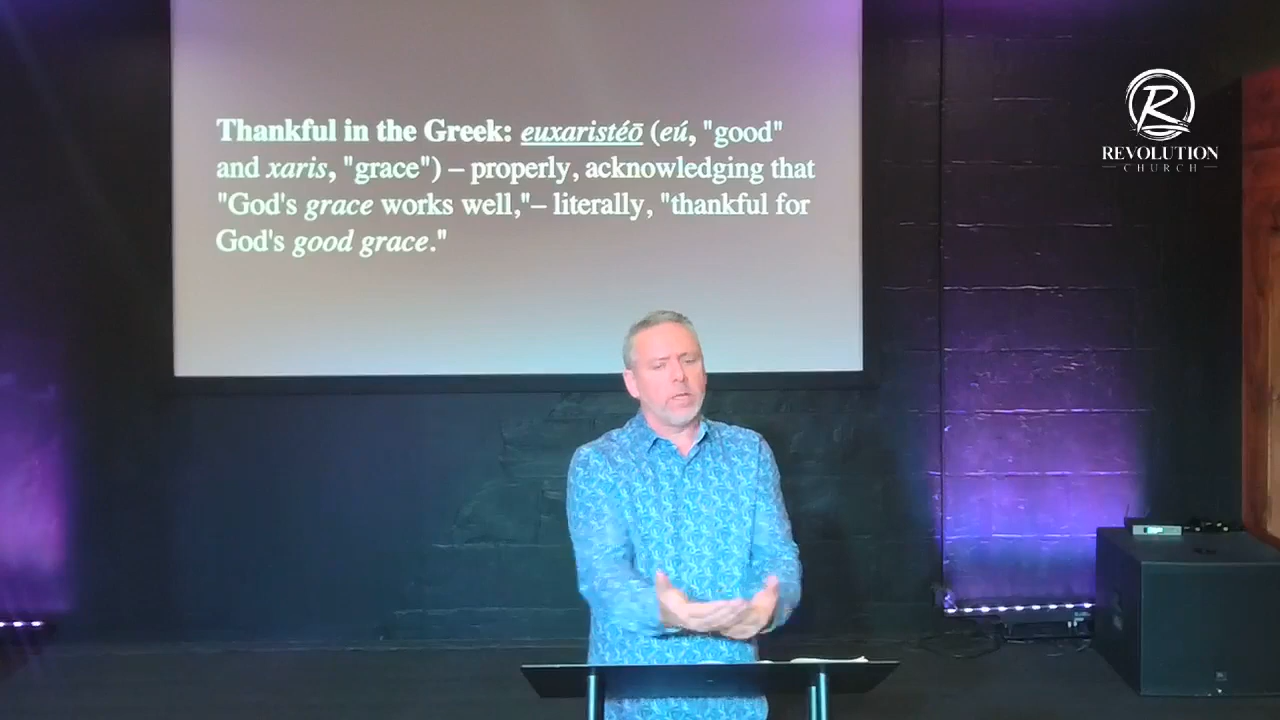 Thankful in the Greek: euxaristéō (eú, "good"
and xaris, "grace") – properly, acknowledging that
"God's grace works well,"– literally, "thankful for
God's good grace."
R
REVOLUTION
CHURCH